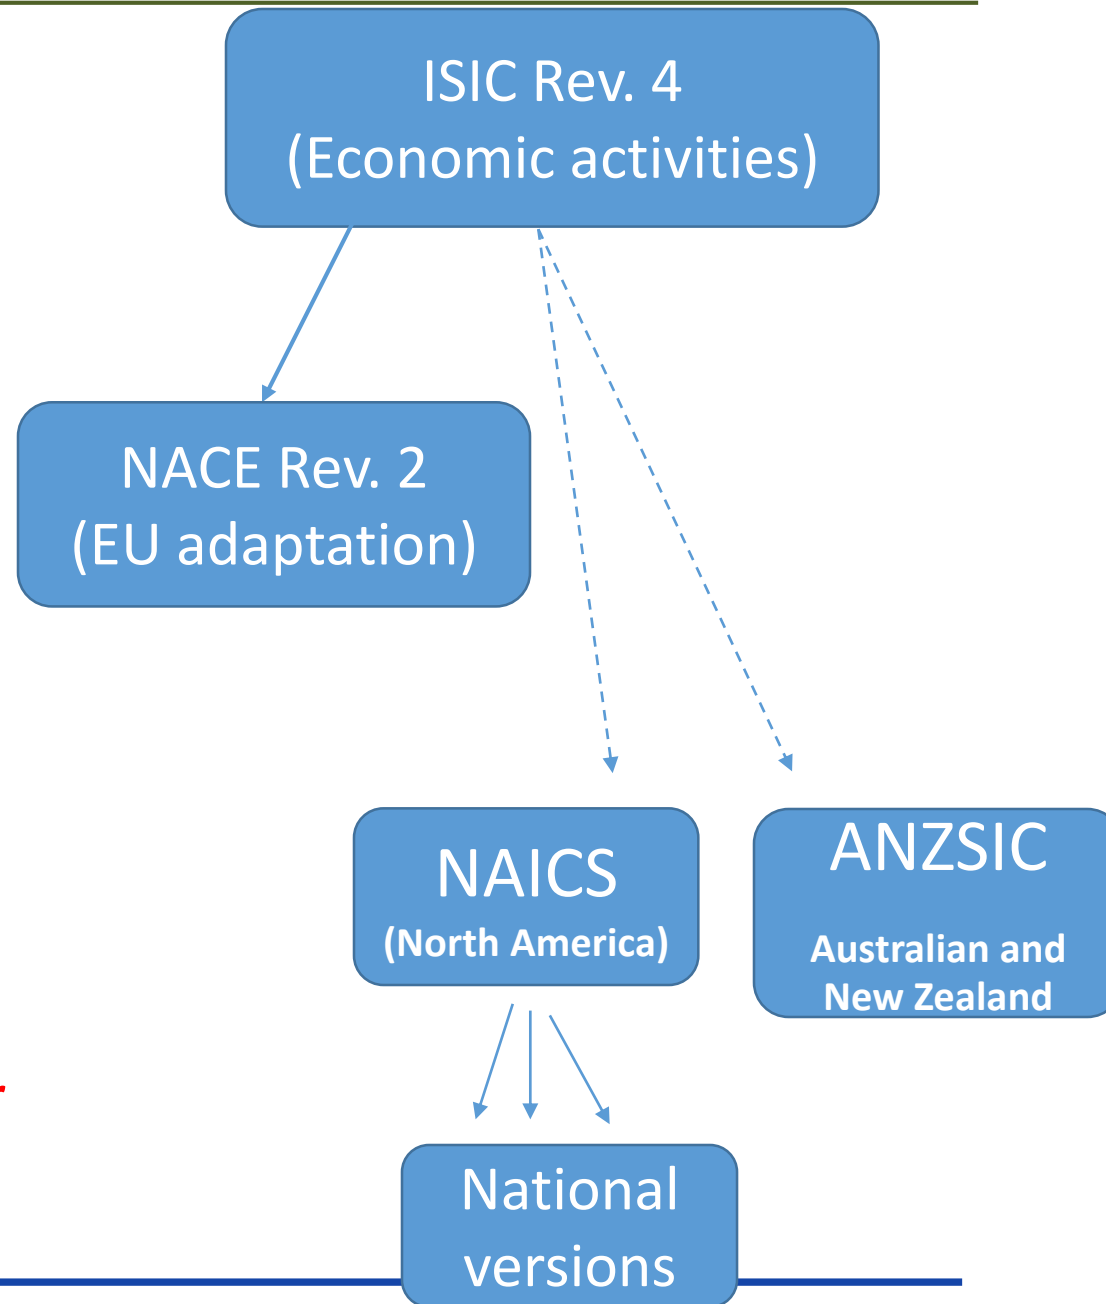 ISIC Rev. 4
(Economic activities)
NACE Rev. 2
(EU adaptation)
NAICS
(North America)
ANZSIC
Australian and
New Zealand
National
versions